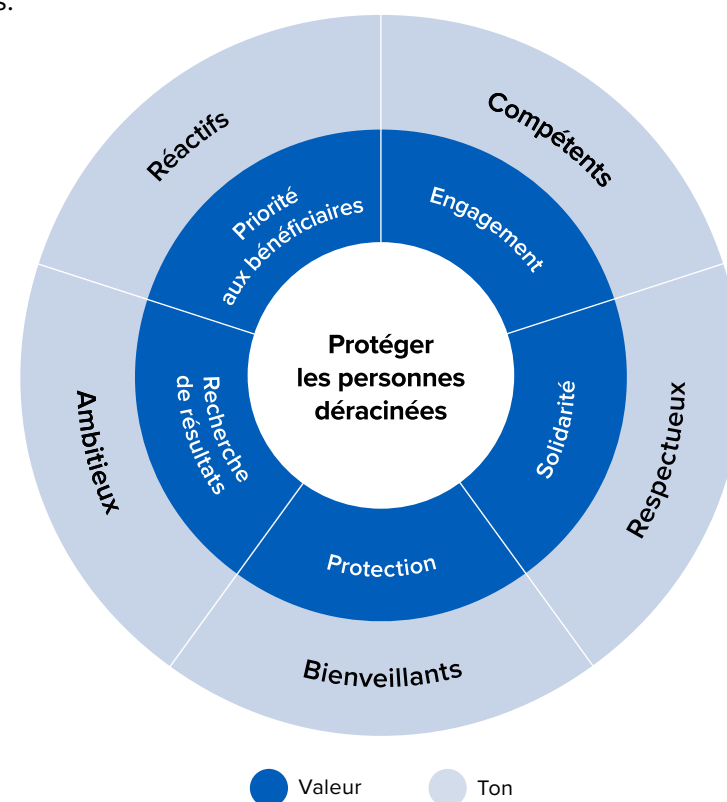 s.
Réactifs
Compétents
Priorité
aux bénéficiaires
Engagement
Protéger
les personnes
déracinées
Ambitieux
Recherche
de résultats
Solidarité
Respectueux
Protection
Bienveillants
Valeur
Ton